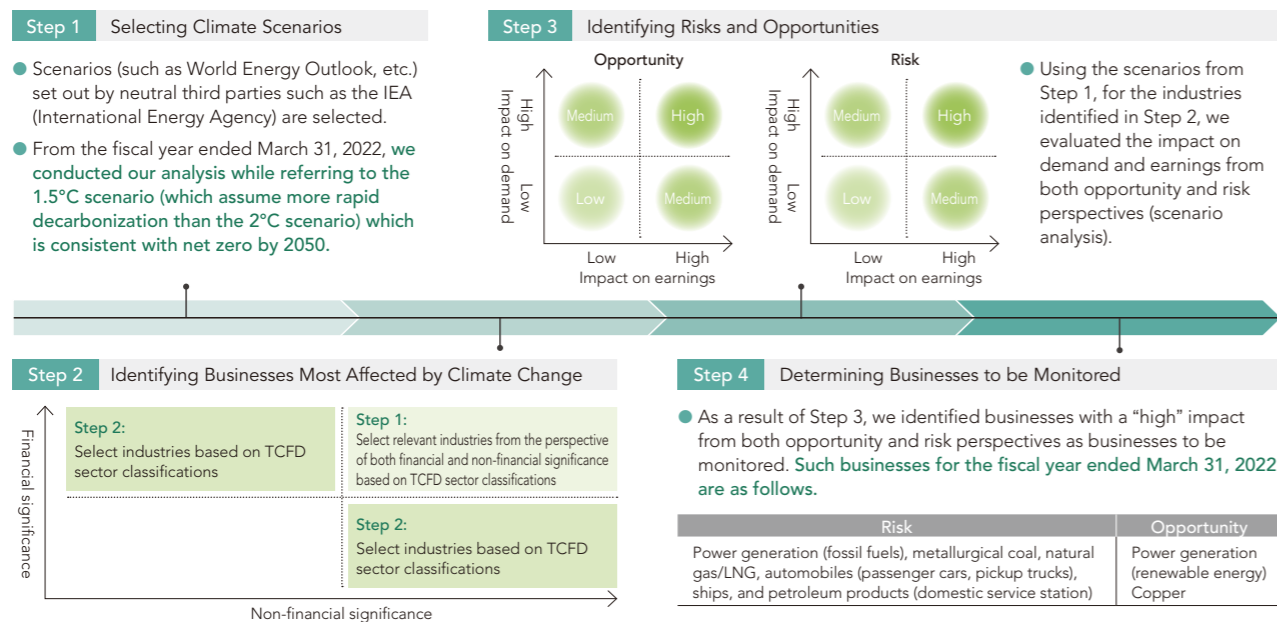 Step 1 Selecting Climate Scenarios
● Scenarios (such as World Energy Outlook, etc.)
set out by neutral third parties such as the IEA
(International Energy Agency) are selected.
● From the fiscal year ended March 31, 2022, we
conducted our analysis while referring to the
1.5°C scenario (which assume more rapid
decarbonization than the 2°C scenario) which
is consistent with net zero by 2050.
Step 3 Identifying Risks and Opportunities
Opportunity
Impact on demand
High
Low
Medium High
Low Medium
Low High
Impact on earnings
Risk
Impact on demand
High
Low
Medium High
Low Medium
Low High
Impact on earnings
● Using the scenarios from
Step 1, for the industries
identified in Step 2, we
evaluated the impact on
demand and earnings from
both opportunity and risk
perspectives (scenario
analysis).
Step 2 Identifying Businesses Most Affected by Climate Change
Financial significance
Step 2:
Select industries based on TCFD
sector classifications
Step 1:
Select relevant industries from the perspective
of both financial and non-financial significance
based on TCFD sector classifications
Step 2:
Select industries based on TCFD
sector classifications
Non-financial significance
Step 4 Determining Businesses to be Monitored
● As a result of Step 3, we identified businesses with a “high” impact
from both opportunity and risk perspectives as businesses to be
monitored. Such businesses for the fiscal year ended March 31, 2022
are as follows.
Risk Opportunity
Power generation (fossil fuels), metallurgical coal, natural
gas/LNG, automobiles (passenger cars, pickup trucks),
ships, and petroleum products (domestic service station)
Power generation
(renewable energy)
Copper